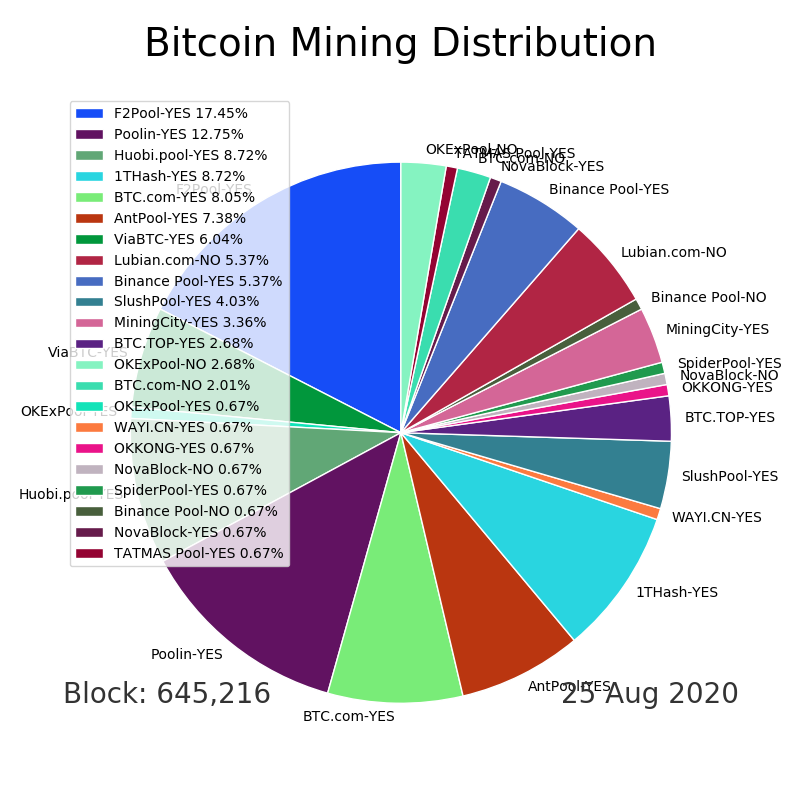 Bitcoin Mining Distribution
F2Pool-YES 17.45%
Poolin-YES 12.75%
Huobi.pool-YES 8.72%
1THash-YES 8.72%
BTC.com-YES 8.05%
AntPool-YES 7.38%
ViaBTC-YES 6.04%
Lubian.com-NO 5.37%
Binance Pool-YES 5.37%
SlushPool-YES 4.03%
MiningCity-YES 3.36%
BTC.TOP-YES 2.68%
OKExPool-NO 2.68%
BTC.com-NO 2.01%
OKExPool-YES 0.67%
WAYI.CN-YES 0.67%
OKKONG-YES 0.67%
NovaBlock-NO 0.67%
SpiderPool-YES 0.67%
Binance Pool-NO 0.67%
NovaBlock-YES 0.67%
TATMAS Pool-YES 0.67%
OKExPool-NO
TATMAS Pool-YES
BTC.com-NO
NovaBlock-YES
Binance Pool-YES
Lubian.com-NO
Binance Pool-NO
MiningCity-YES
SpiderPool-YES
NovaBlock-NO
OKKONG-YES
BTC.TOP-YES
SlushPool-YES
WAYI.CN-YES
1THash-YES
AntPool-YES
BTC.com-YES
Poolin-YES
Huobi.pool-YES
OKExPool-YES
ViaBTC-YES
F2Pool-YES
Block: 645,216
25 Aug 2020